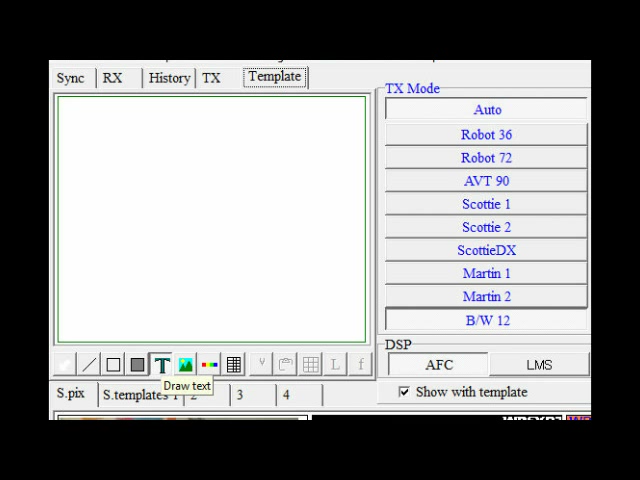 Sync RX History TX Template
TX Mode
Auto
Robot 36
Robot 72
AVT 90
Scottie 1
Scottie 2
ScottieDX
Martin 1
Martin 2
B/W 12
DSP
AFC LMS
Show with template
T L f
Draw text
S.pix S.templates 1 2 3 4